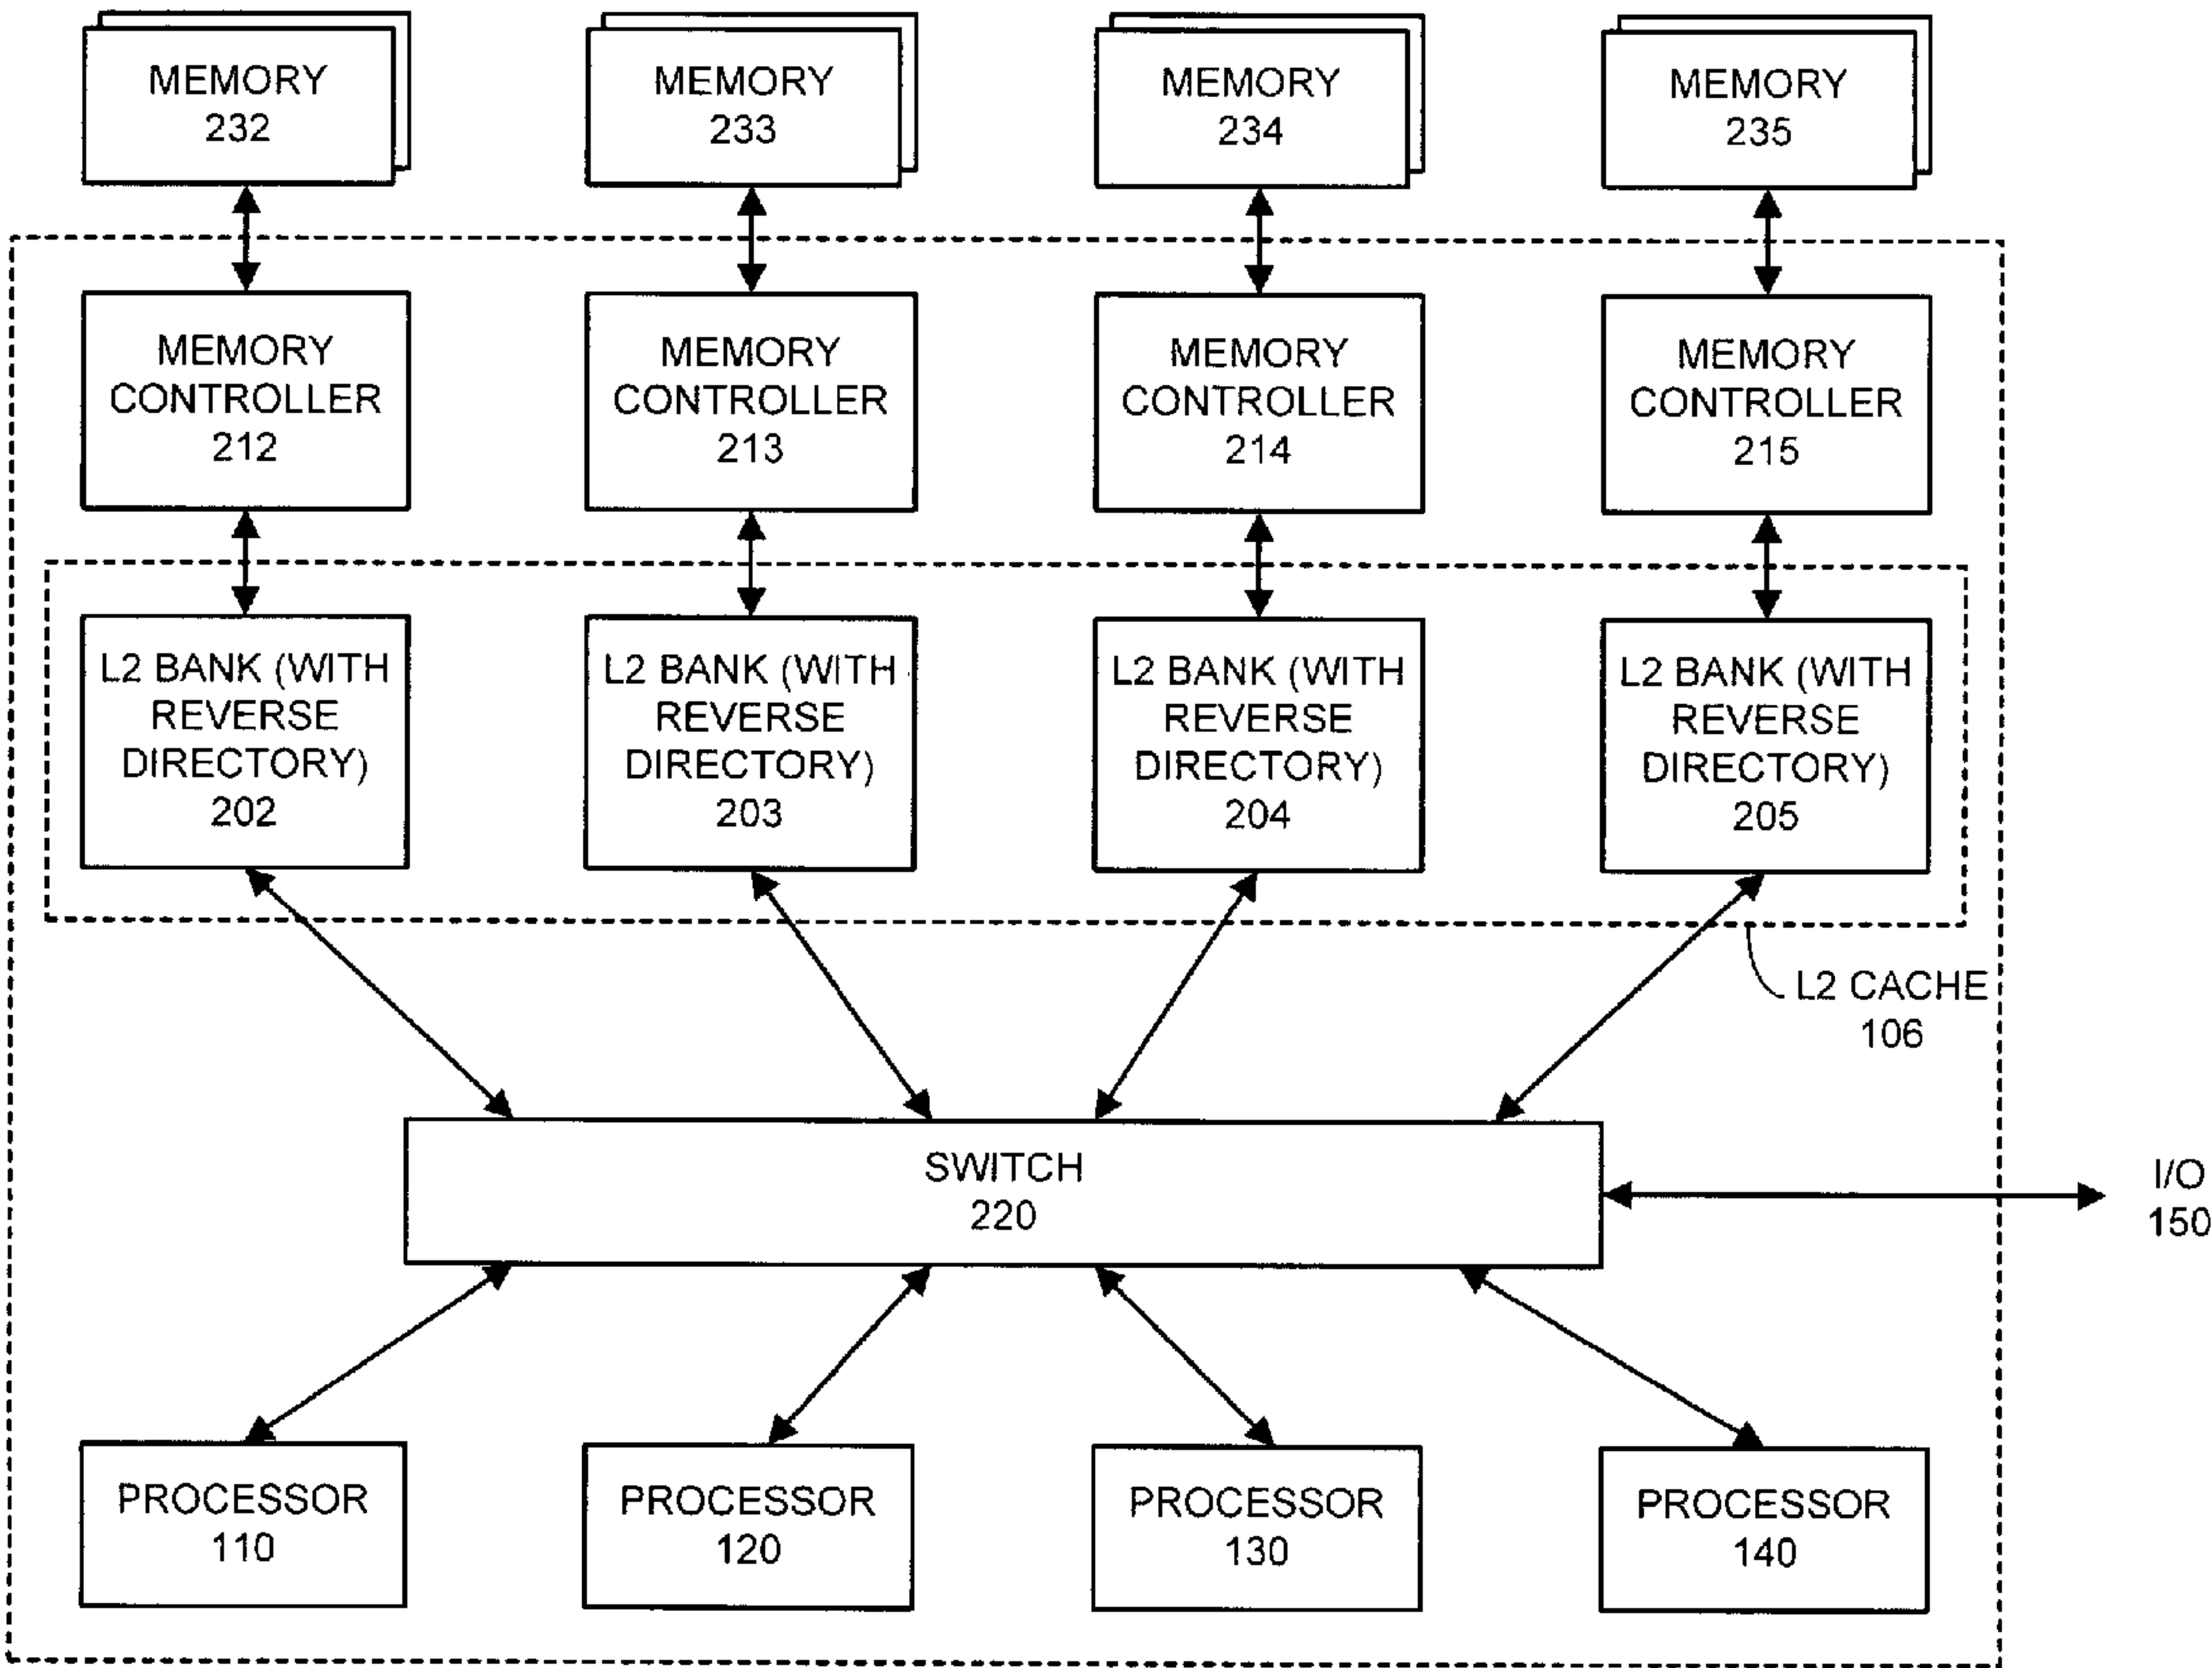 MEMORY
232
MEMORY
233
MEMORY
234
MEMORY
235
MEMORY
CONTROLLER
212
MEMORY
CONTROLLER
213
MEMORY
CONTROLLER
214
MEMORY
CONTROLLER
215
L2 BANK (WITH
REVERSE
DIRECTORY)
202
L2 BANK (WITH
REVERSE
DIRECTORY)
203
L2 BANK (WITH
REVERSE
DIRECTORY)
204
L2 BANK (WITH
REVERSE
DIRECTORY)
205
L2 CACHE
106
SWITCH
220
I/O
150
PROCESSOR
110
PROCESSOR
120
PROCESSOR
130
PROCESSOR
140